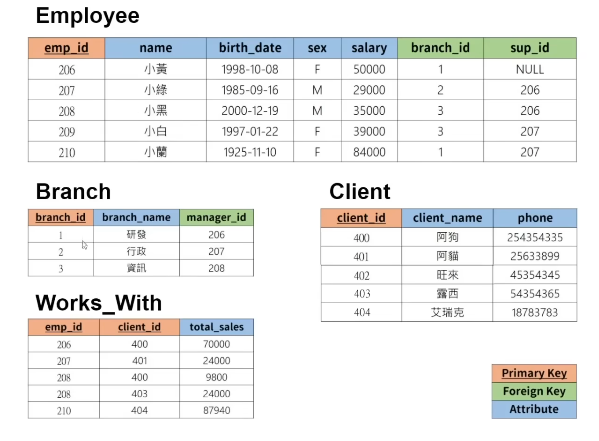 Employee
emp_id name birth_date sex salary branch_id sup_id
206 小黃 1998-10-08 F 50000 1 NULL
207 小綠 1985-09-16 M 29000 2 206
208 小黑 2000-12-19 M 35000 3 206
209 小白 1997-01-22 F 39000 3 207
210 小蘭 1925-11-10 F 84000 1 207
Branch
branch_id branch_name manager_id
1 研發 206
2 行政 207
3 資訊 208
Client
client_id client_name phone
400 阿狗 254354335
401 阿貓 25633899
402 旺來 45354345
403 露西 54354365
404 艾瑞克 18783783
Works_With
emp_id client_id total_sales
206 400 70000
207 401 24000
208 400 9800
208 403 24000
210 404 87940
Primary Key
Foreign Key
Attribute